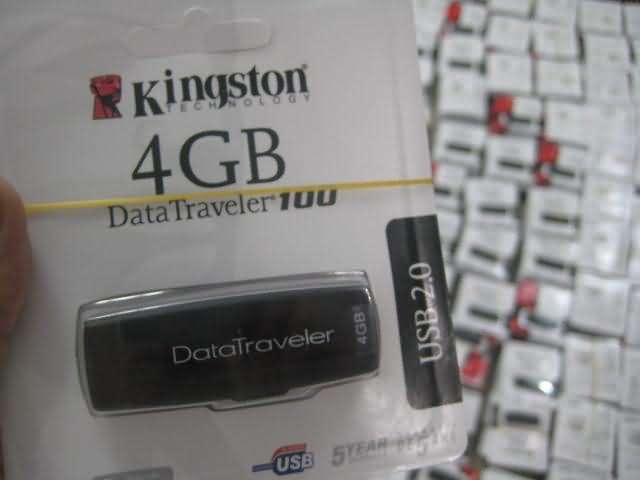 Kingston
TECHNOLOGY
4GB
DataTraveler®100
USB 2.0
DataTraveler
4GB
USB
5 YEAR